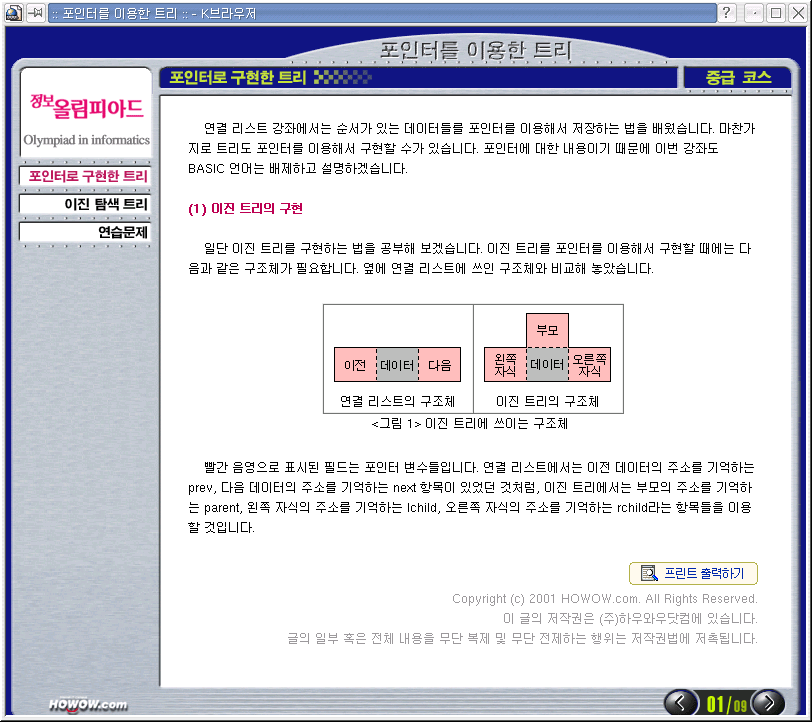 :: 포인터를 이용한 트리 :: - K브라우저
포인터를 이용한 트리
정보올림피아드
Olympiad in informatics
포인터로 구현한 트리
이진 탐색 트리
연습문제
포인터로 구현한 트리
중급 코스
연결 리스트 강좌에서는 순서가 있는 데이터들를 포인터를 이용해서 저장하는 법을 배웠습니다. 마찬가
지로 트리도 포인터를 이용해서 구현할 수가 있습니다. 포인터에 대한 내용이기 때문에 이번 강좌도
BASIC 언어는 배제하고 설명하겠습니다.
(1) 이진 트리의 구현
일단 이진 트리를 구현하는 법을 공부해 보겠습니다. 이진 트리를 포인터를 이용해서 구현할 때에는 다
음과 같은 구조체가 필요합니다. 옆에 연결 리스트에 쓰인 구조체와 비교해 놓았습니다.
이전 데이터 다음
연결 리스트의 구조체
부모
왼쪽 자식 데이터 오른쪽 자식
이진 트리의 구조체
<그림 1> 이진 트리에 쓰이는 구조체
빨간 음영으로 표시된 필드는 포인터 변수들입니다. 연결 리스트에서는 이전 데이터의 주소를 기억하는
prev, 다음 데이터의 주소를 기억하는 next 항목이 있었던 것처럼, 이진 트리에서는 부모의 주소를 기억하
는 parent, 왼쪽 자식의 주소를 기억하는 lchild, 오른쪽 자식의 주소를 기억하는 rchild라는 항목들을 이용
할 것입니다.
프린트 출력하기
Copyright (c) 2001 HOWOW.com. All Rights Reserved.
이 글의 저작권은 (주)하우와우닷컴에 있습니다.
글의 일부 혹은 전체 내용을 무단 복제 및 무단 전제하는 행위는 저작권법에 저촉됩니다.
HOWOW.com
01/09